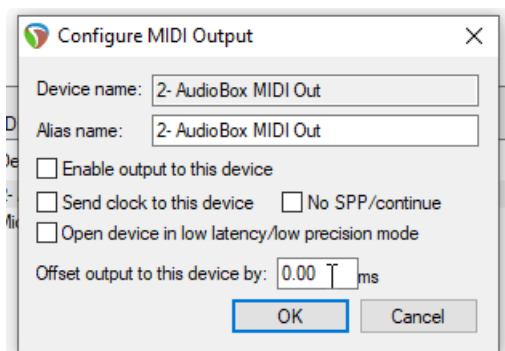 Configure MIDI Output
Device name: 2- AudioBox MIDI Out
Alias name: 2- AudioBox MIDI Out
Enable output to this device
Send clock to this device No SPP/continue
Open device in low latency/low precision mode
Offset output to this device by: 0.00 ms
OK Cancel